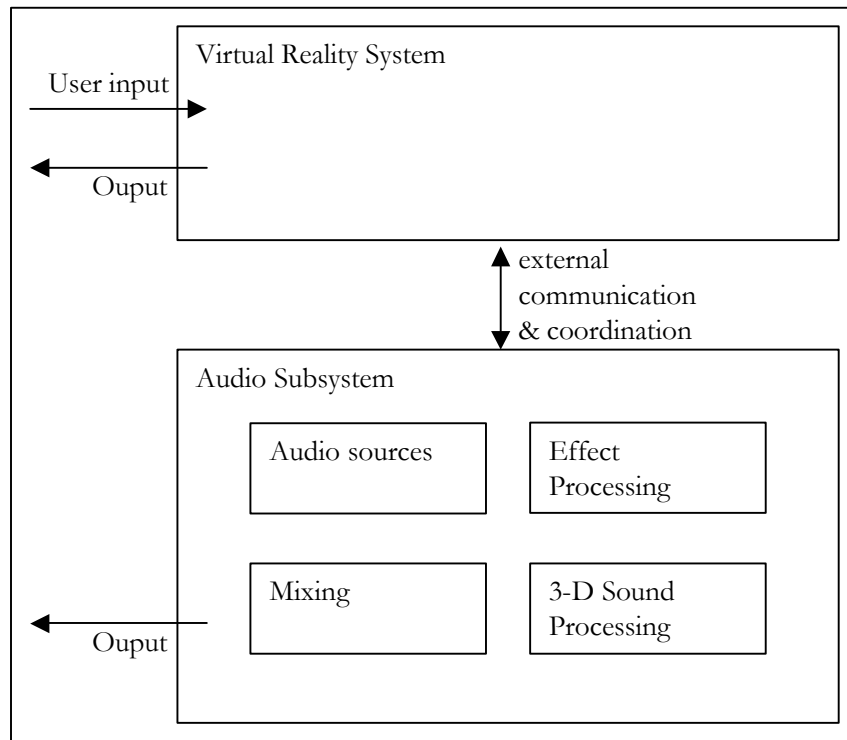 Virtual Reality System
User input
Ouput
external
communication
& coordination
Audio Subsystem
Audio sources
Effect
Processing
Mixing
3-D Sound
Processing
Ouput